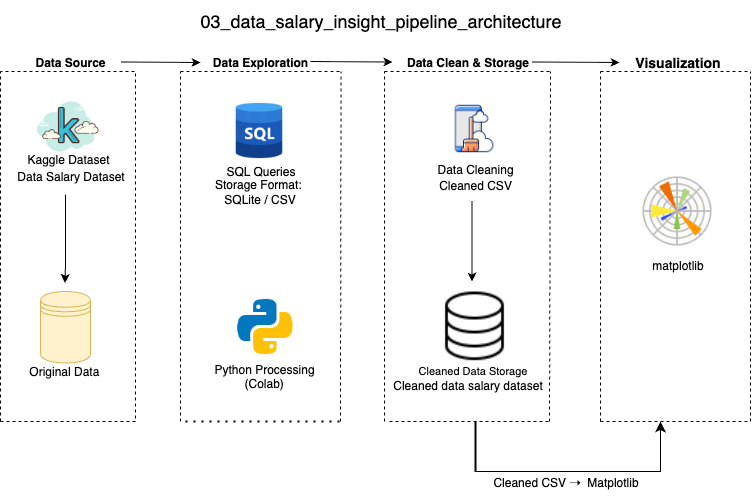 03_data_salary_insight_pipeline_architecture
Data Source
Data Exploration
Data Clean & Storage
Visualization
k
Kaggle Dataset
Data Salary Dataset
Original Data
SQL
SQL Queries
Storage Format:
SQLite / CSV
Python Processing
(Colab)
Data Cleaning
Cleaned CSV
Cleaned Data Storage
Cleaned data salary dataset
matplotlib
Cleaned CSV → Matplotlib